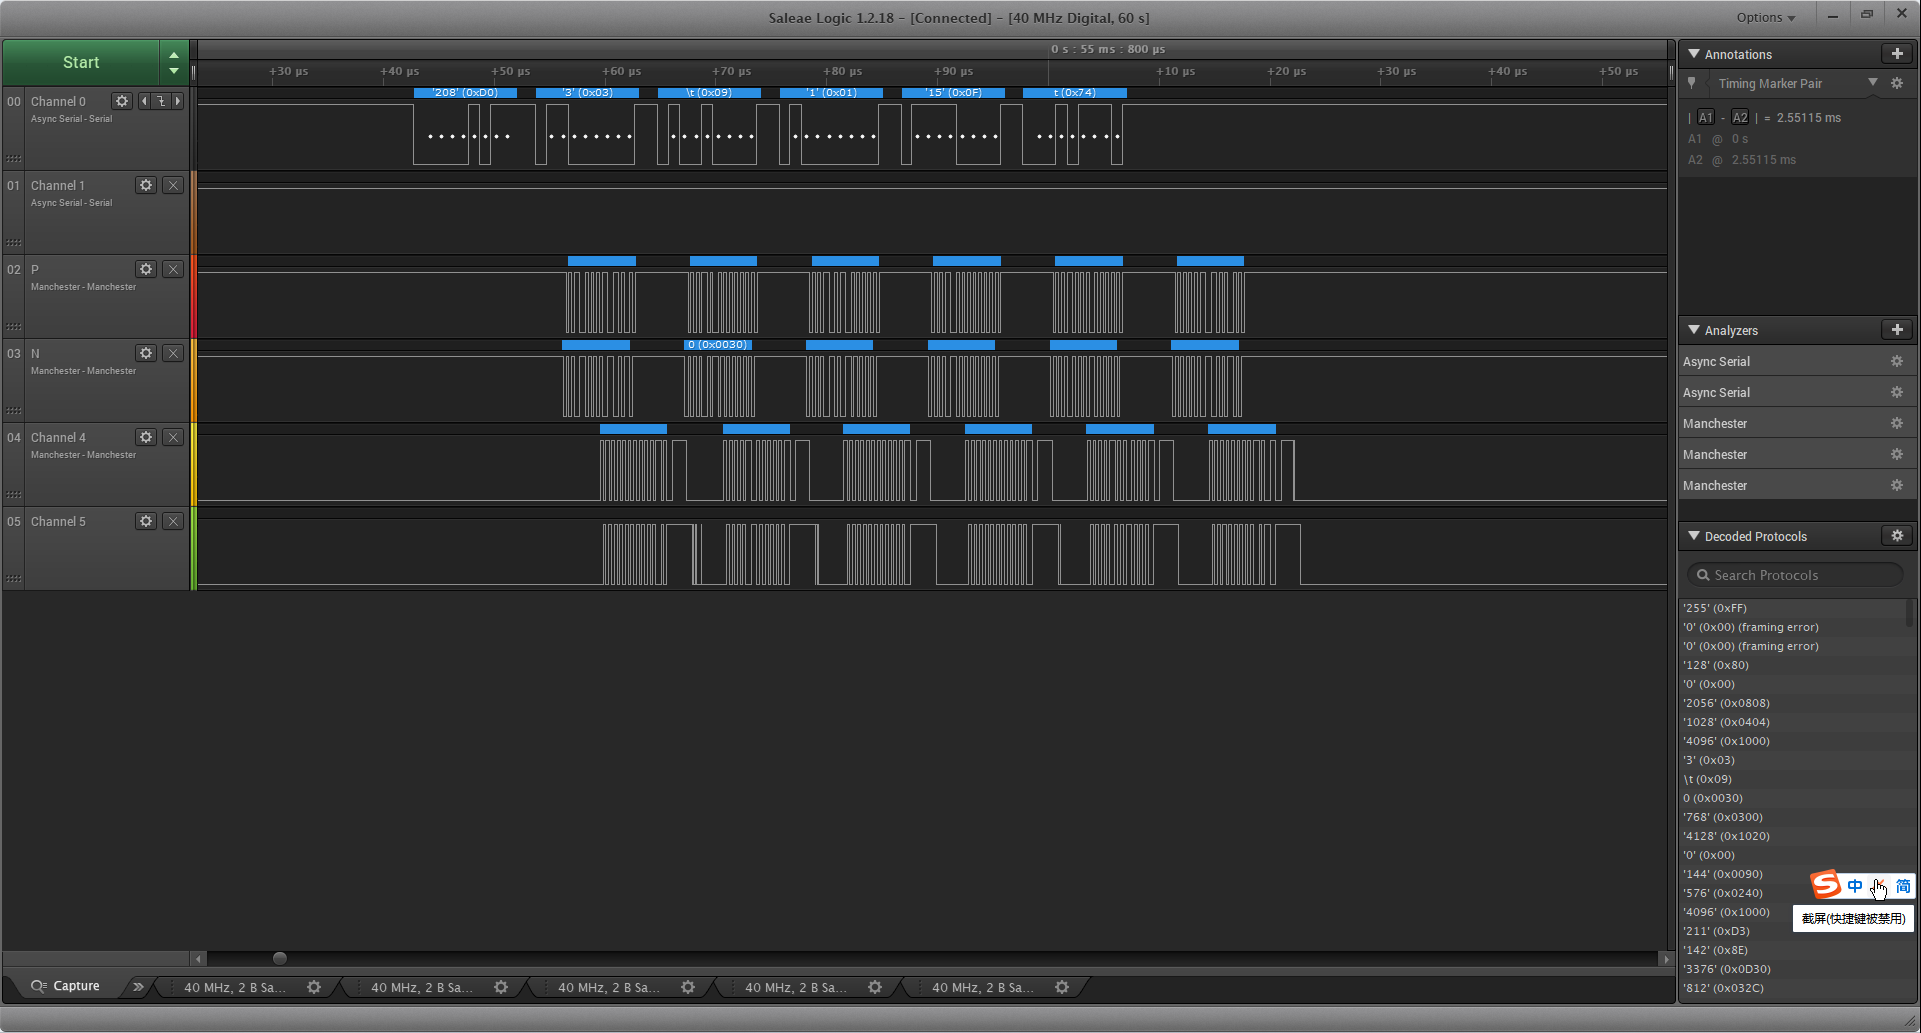 Saleae Logic 1.2.18 - [Connected] - [40 MHz Digital, 60 s]
Options
Start
0 s : 55 ms : 800 µs
+30 µs
+40 µs
+50 µs
+60 µs
+70 µs
+80 µs
+90 µs
+10 µs
+20 µs
+30 µs
+40 µs
+50 µs
00
Channel 0
Async Serial - Serial
'208' (0xD0)
'3' (0x03)
\t (0x09)
'1' (0x01)
'15' (0x0F)
t (0x74)
01
Channel 1
Async Serial - Serial
02
P
Manchester - Manchester
03
N
Manchester - Manchester
0 (0x0030)
04
Channel 4
Manchester - Manchester
05
Channel 5
Annotations
Timing Marker Pair
| A1 - A2 | = 2.55115 ms
A1 @ 0 s
A2 @ 2.55115 ms
Analyzers
Async Serial
Async Serial
Manchester
Manchester
Manchester
Decoded Protocols
Search Protocols
'255' (0xFF)
'0' (0x00) (framing error)
'0' (0x00) (framing error)
'128' (0x80)
'0' (0x00)
'2056' (0x0808)
'1028' (0x0404)
'4096' (0x1000)
'3' (0x03)
\t (0x09)
0 (0x0030)
'768' (0x0300)
'4128' (0x1020)
'0' (0x00)
'144' (0x0090)
'576' (0x0240)
'4096' (0x1000)
'211' (0xD3)
'142' (0x8E)
'3376' (0x0D30)
'812' (0x032C)
S 中 简
截屏(快捷键被禁用)
Capture
40 MHz, 2 B Sa...
40 MHz, 2 B Sa...
40 MHz, 2 B Sa...
40 MHz, 2 B Sa...
40 MHz, 2 B Sa...